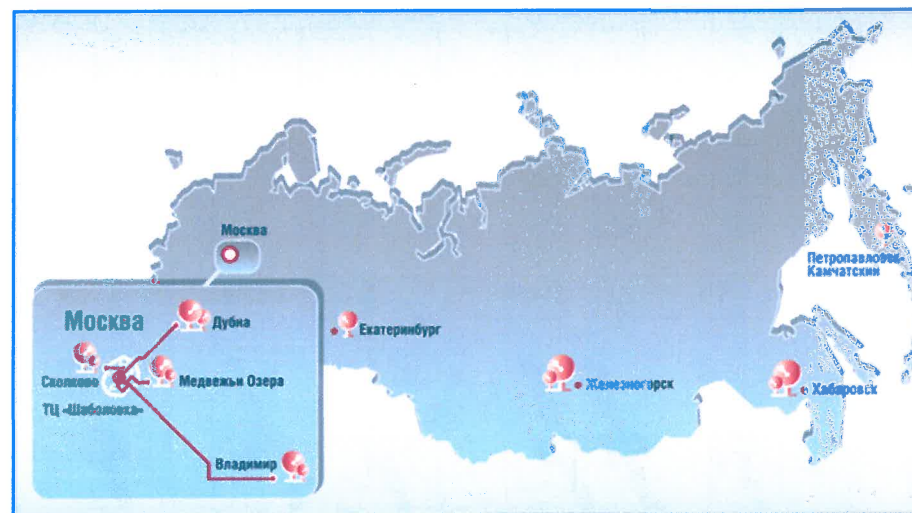 Москва
Петропавловск
Камчатский
Москва
Дубна
Екатеринбург
Сколково
Медвежьи Озера
ТЦ «Шаболовка»
Железногорск
Хабаровск
Владимир